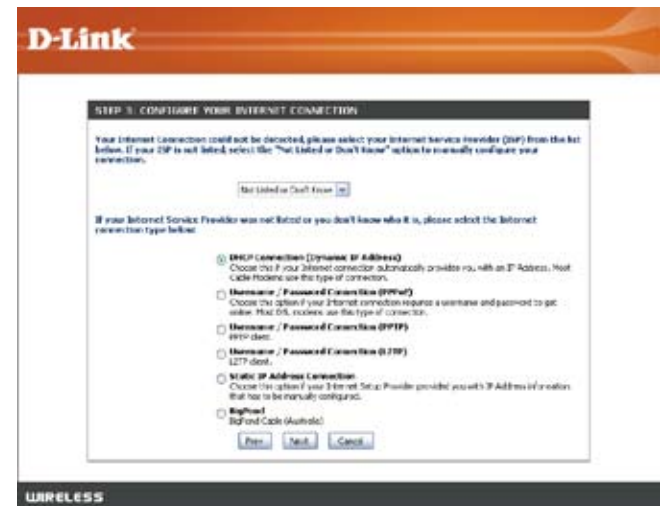 D-Link
STEP 3: CONFIGURE YOUR INTERNET CONNECTION
Your Internet Connection could not be detected, please select your Internet Service Provider (ISP) from the list
below. If your ISP is not listed, select the "Not Listed or Don't Know" option to manually configure your
connection.
Not Listed or Don't Know
If your Internet Service Provider was not listed or you don't know who it is, please select the Internet
connection type below:
DHCP Connection (Dynamic IP Address)
Choose this if your Internet connection automatically provides you with an IP Address. Most
Cable Modems use this type of connection.
Username / Password Connection (PPPoE)
Choose this option if your Internet connection requires a username and password to get
online. Most DSL modems use this type of connection.
Username / Password Connection (PPTP)
PPTP client.
Username / Password Connection (L2TP)
L2TP client.
Static IP Address Connection
Choose this option if your Internet Setup Provider provided you with IP Address information
that has to be manually configured.
BigPond
BigPond Cable (Australia)
Prev Next Cancel
WIRELESS